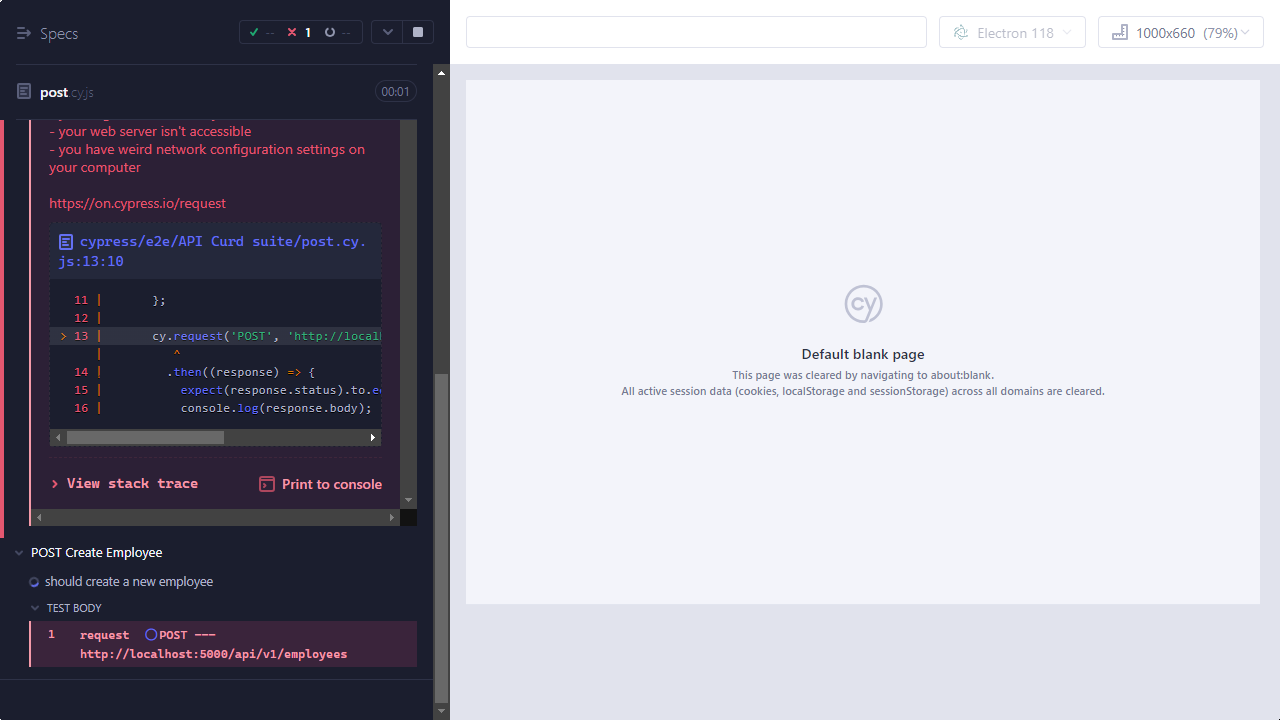 Specs
-- 1 --
Electron 118
1000x660 (79%)
post.cy.js
00:01
- your web server isn't accessible
- you have weird network configuration settings on
your computer
https://on.cypress.io/request
cypress/e2e/API Curd suite/post.cy.
js:13:10
11 | };
12 |
> 13 | cy.request('POST', 'http://local
| ^
14 | .then((response) => {
15 | expect(response.status).to.e
16 | console.log(response.body);
View stack trace
Print to console
POST Create Employee
should create a new employee
TEST BODY
1 request POST ---
http://localhost:5000/api/v1/employees
cy
Default blank page
This page was cleared by navigating to about:blank.
All active session data (cookies, localStorage and sessionStorage) across all domains are cleared.